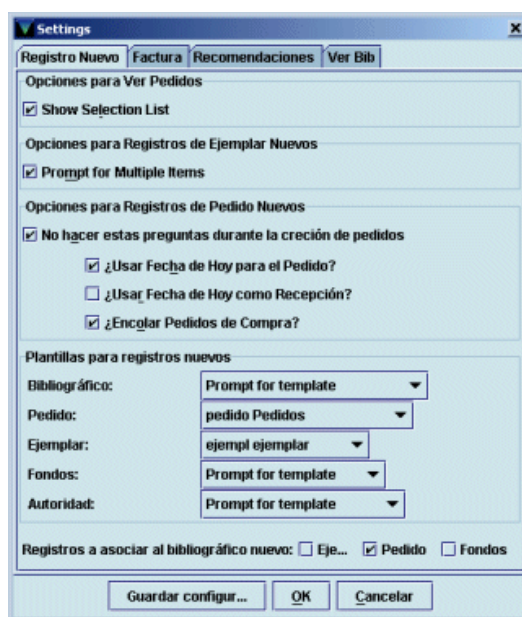 Settings
Registro Nuevo Factura Recomendaciones Ver Bib
Opciones para Ver Pedidos
Show Selection List
Opciones para Registros de Ejemplar Nuevos
Prompt for Multiple Items
Opciones para Registros de Pedido Nuevos
No hacer estas preguntas durante la creción de pedidos
¿Usar Fecha de Hoy para el Pedido?
¿Usar Fecha de Hoy como Recepción?
¿Encolar Pedidos de Compra?
Plantillas para registros nuevos
Bibliográfico: Prompt for template
Pedido: pedido Pedidos
Ejemplar: ejempl ejemplar
Fondos: Prompt for template
Autoridad: Prompt for template
Registros a asociar al bibliográfico nuevo: Eje... Pedido Fondos
Guardar configur... OK Cancelar